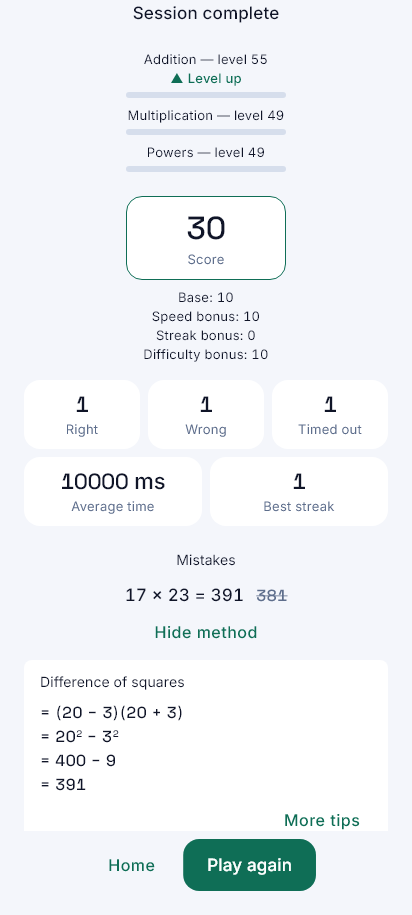 Session complete
Addition — level 55
▲ Level up
Multiplication — level 49
Powers — level 49
30
Score
Base: 10
Speed bonus: 10
Streak bonus: 0
Difficulty bonus: 10
1 1 1
Right Wrong Timed out
10000 ms 1
Average time Best streak
Mistakes
17 × 23 = 391 381
Hide method
Difference of squares
= (20 − 3)(20 + 3)
= 20² − 3²
= 400 − 9
= 391
More tips
Home Play again